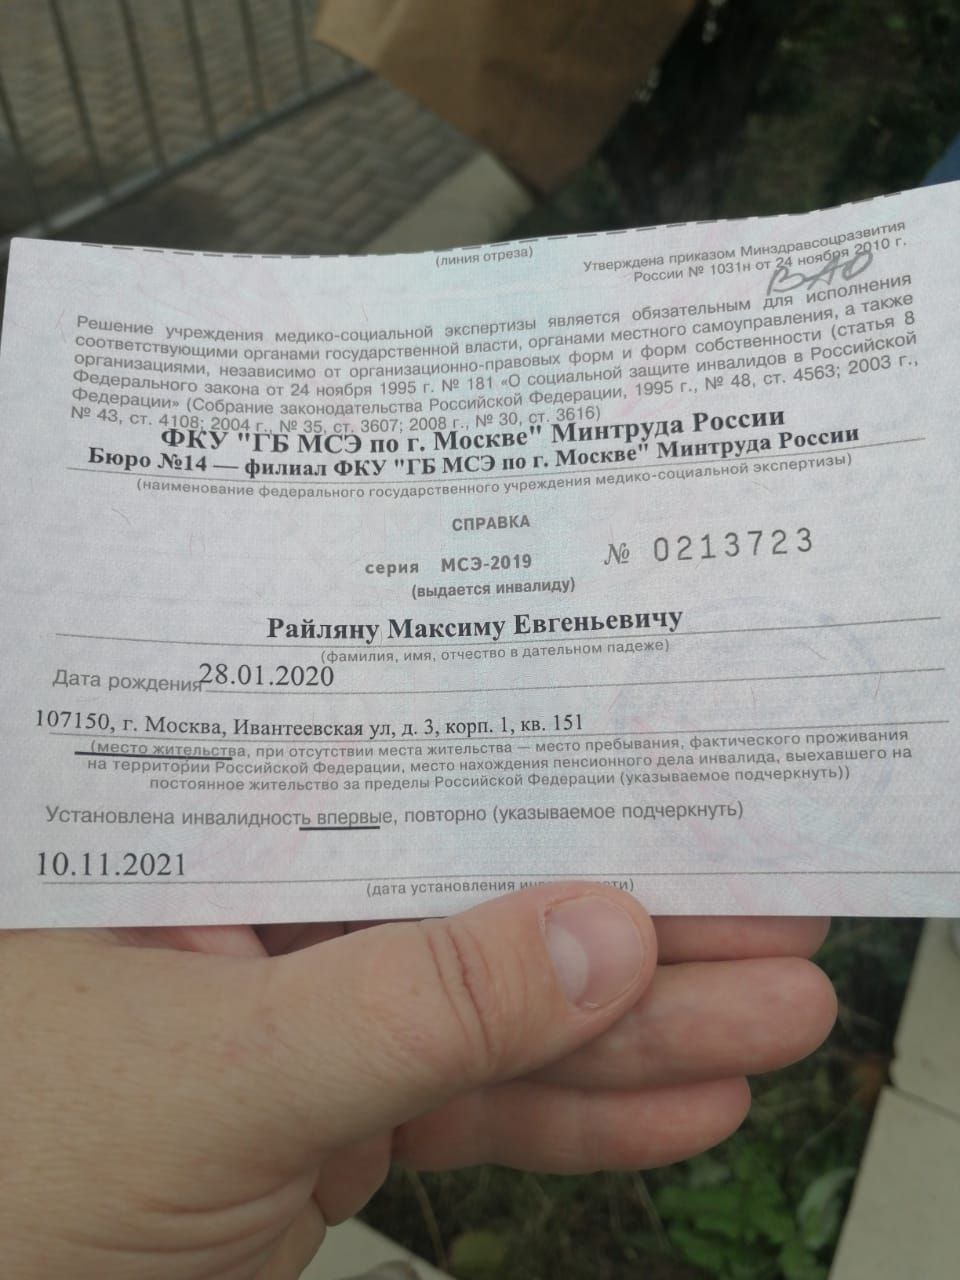 (линия отреза)
Утверждена приказом Минздравсоцразвития
России № 1031н от 24 ноября 2010 г.
ВАО
Решение учреждения медико-социальной экспертизы является обязательным для исполнения
соответствующими органами государственной власти, органами местного самоуправления, а также
организациями, независимо от организационно-правовых форм и форм собственности (статья 8
Федерального закона от 24 ноября 1995 г. № 181 «О социальной защите инвалидов в Российской
Федерации» (Собрание законодательства Российской Федерации, 1995 г., № 48, ст. 4563; 2003 г.,
№ 43, ст. 4108; 2004 г., № 35, ст. 3607; 2008 г., № 30, ст. 3616)
ФКУ "ГБ МСЭ по г. Москве" Минтруда России
Бюро №14 — филиал ФКУ "ГБ МСЭ по г. Москве" Минтруда России
(наименование федерального государственного учреждения медико-социальной экспертизы)
СПРАВКА
серия МСЭ-2019 № 0213723
(выдается инвалиду)
Райляну Максиму Евгеньевичу
(фамилия, имя, отчество в дательном падеже)
Дата рождения 28.01.2020
107150, г. Москва, Ивантеевская ул, д. 3, корп. 1, кв. 151
(место жительства, при отсутствии места жительства — место пребывания, фактического проживания
на территории Российской Федерации, место нахождения пенсионного дела инвалида, выехавшего на
постоянное жительство за пределы Российской Федерации (указываемое подчеркнуть))
Установлена инвалидность впервые, повторно (указываемое подчеркнуть)
10.11.2021
(дата установления